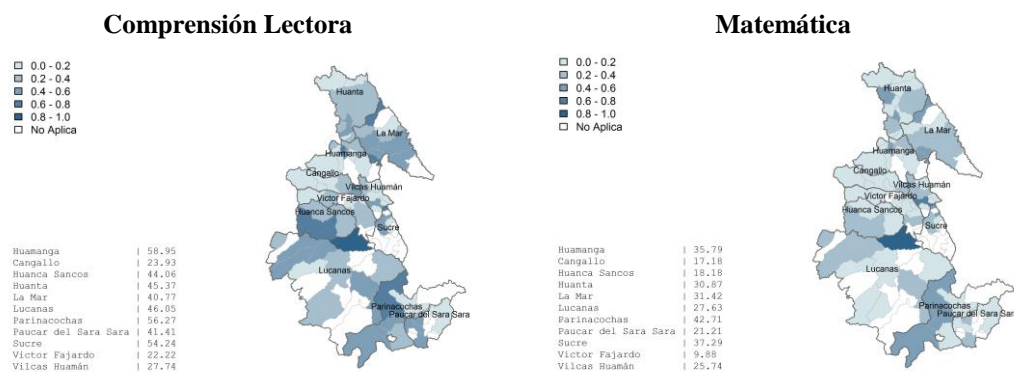 Comprensión Lectora
0.0 - 0.2
0.2 - 0.4
0.4 - 0.6
0.6 - 0.8
0.8 - 1.0
No Aplica
Huanta
La Mar
Huamanga
Cangallo
Vilcas Huamán
Víctor Fajardo
Huanca Sancos
Sucre
Lucanas
Parinacochas
Paucar del Sara Sara
Huamanga | 58.95
Cangallo | 23.93
Huanca Sancos | 44.06
Huanta | 45.37
La Mar | 40.77
Lucanas | 46.05
Parinacochas | 56.27
Paucar del Sara Sara | 41.41
Sucre | 54.24
Víctor Fajardo | 22.22
Vilcas Huamán | 27.74
Matemática
0.0 - 0.2
0.2 - 0.4
0.4 - 0.6
0.6 - 0.8
0.8 - 1.0
No Aplica
Huanta
La Mar
Huamanga
Cangallo
Vilcas Huamán
Víctor Fajardo
Huanca Sancos
Sucre
Lucanas
Parinacochas
Paucar del Sara Sar
Huamanga | 35.79
Cangallo | 17.18
Huanca Sancos | 18.18
Huanta | 30.87
La Mar | 31.42
Lucanas | 27.63
Parinacochas | 42.71
Paucar del Sara Sara | 21.21
Sucre | 37.29
Víctor Fajardo | 9.88
Vilcas Huamán | 25.74